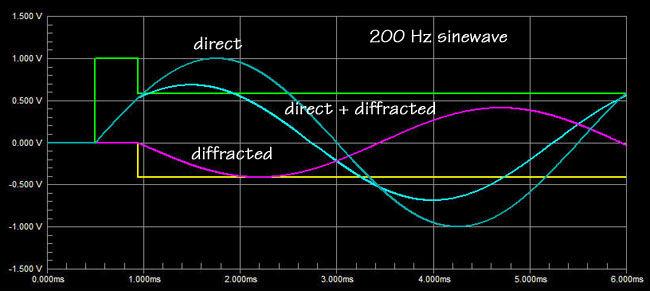 1.500 V
1.000 V
0.500 V
0.000 V
-0.500 V
-1.000 V
-1.500 V
direct
200 Hz sinewave
direct + diffracted
diffracted
0.000ms
1.000ms
2.000ms
3.000ms
4.000ms
5.000ms
6.000ms